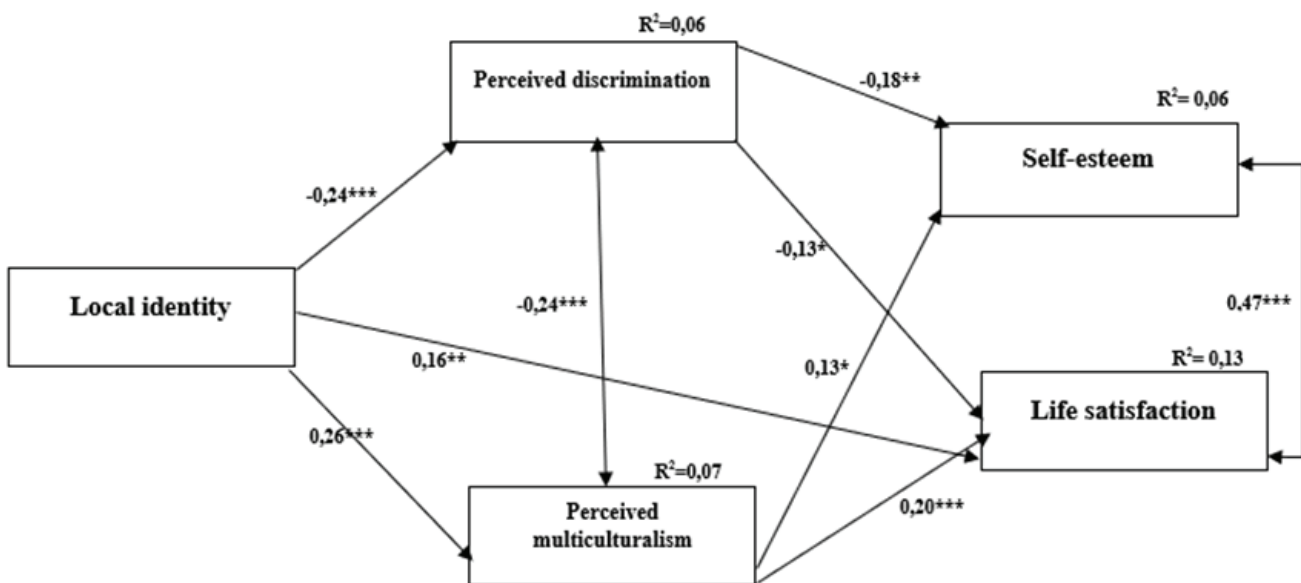 R²=0,06
Perceived discrimination
-0,18**
R²= 0,06
Self-esteem
-0,24***
-0,13*
Local identity
-0,24***
0,47***
0,16**
0,13*
R²= 0,13
Life satisfaction
0,26***
R²=0,07
0,20***
Perceived
multiculturalism